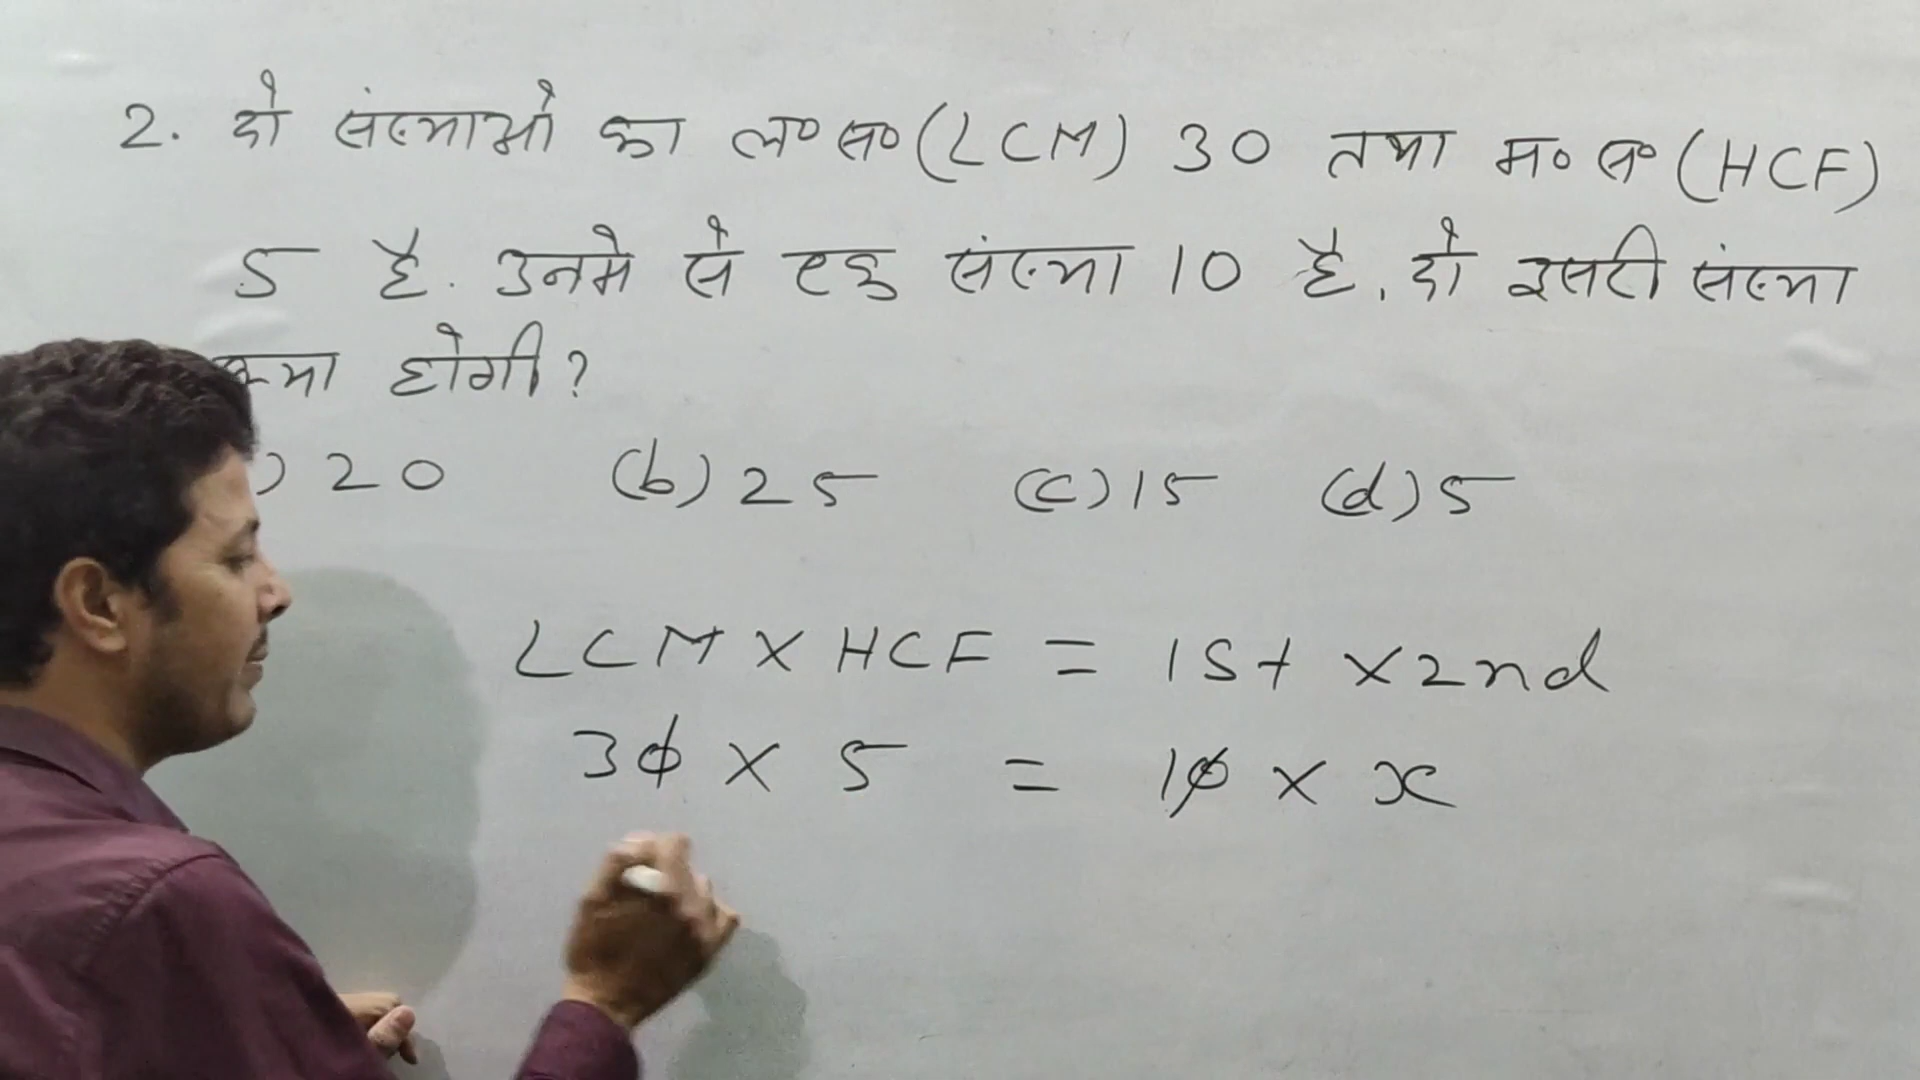 2. दो संख्याओ का ल० स० (LCM) 30 तथा म० स० (HCF)
5 है. उनमे से एक संख्या 10 है, दो दूसरी संख्या
क्या होगी?
) 20 (b) 25 (c) 15 (d) 5
LCM X HCF = 1st X 2nd
30 X 5 = 10 X x